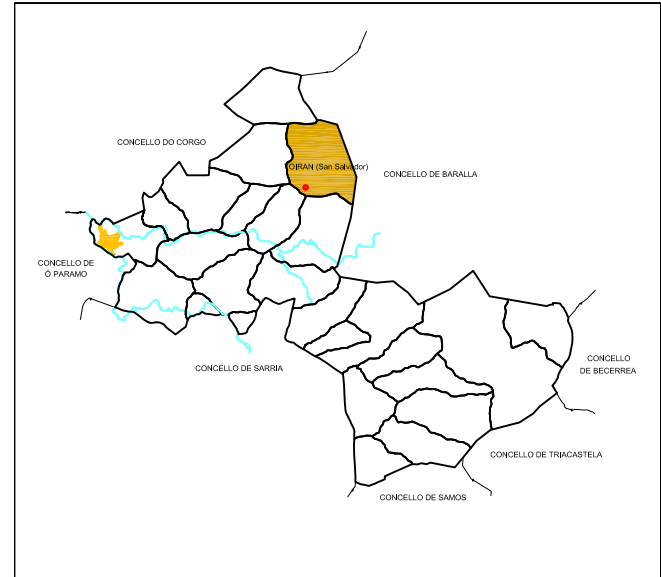 CONCELLO DO CORGO
OIRAN (San Salvador)
CONCELLO DE BARALLA
CONCELLO DE
Ó PARAMO
CONCELLO DE SARRIA
CONCELLO
DE BECERREA
CONCELLO DE TRIACASTELA
CONCELLO DE SAMOS